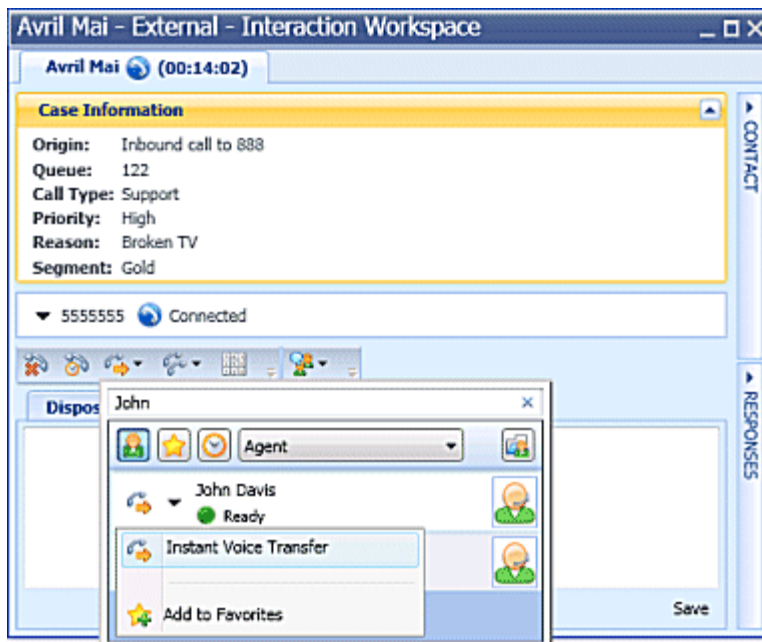 Avril Mai - External - Interaction Workspace
Avril Mai (00:14:02)
Case Information
Origin: Inbound call to 888
Queue: 122
Call Type: Support
Priority: High
Reason: Broken TV
Segment: Gold
CONTACT
5555555 Connected
RESPONSES
Dispos
John
Agent
John Davis
Ready
Instant Voice Transfer
Add to Favorites
Save